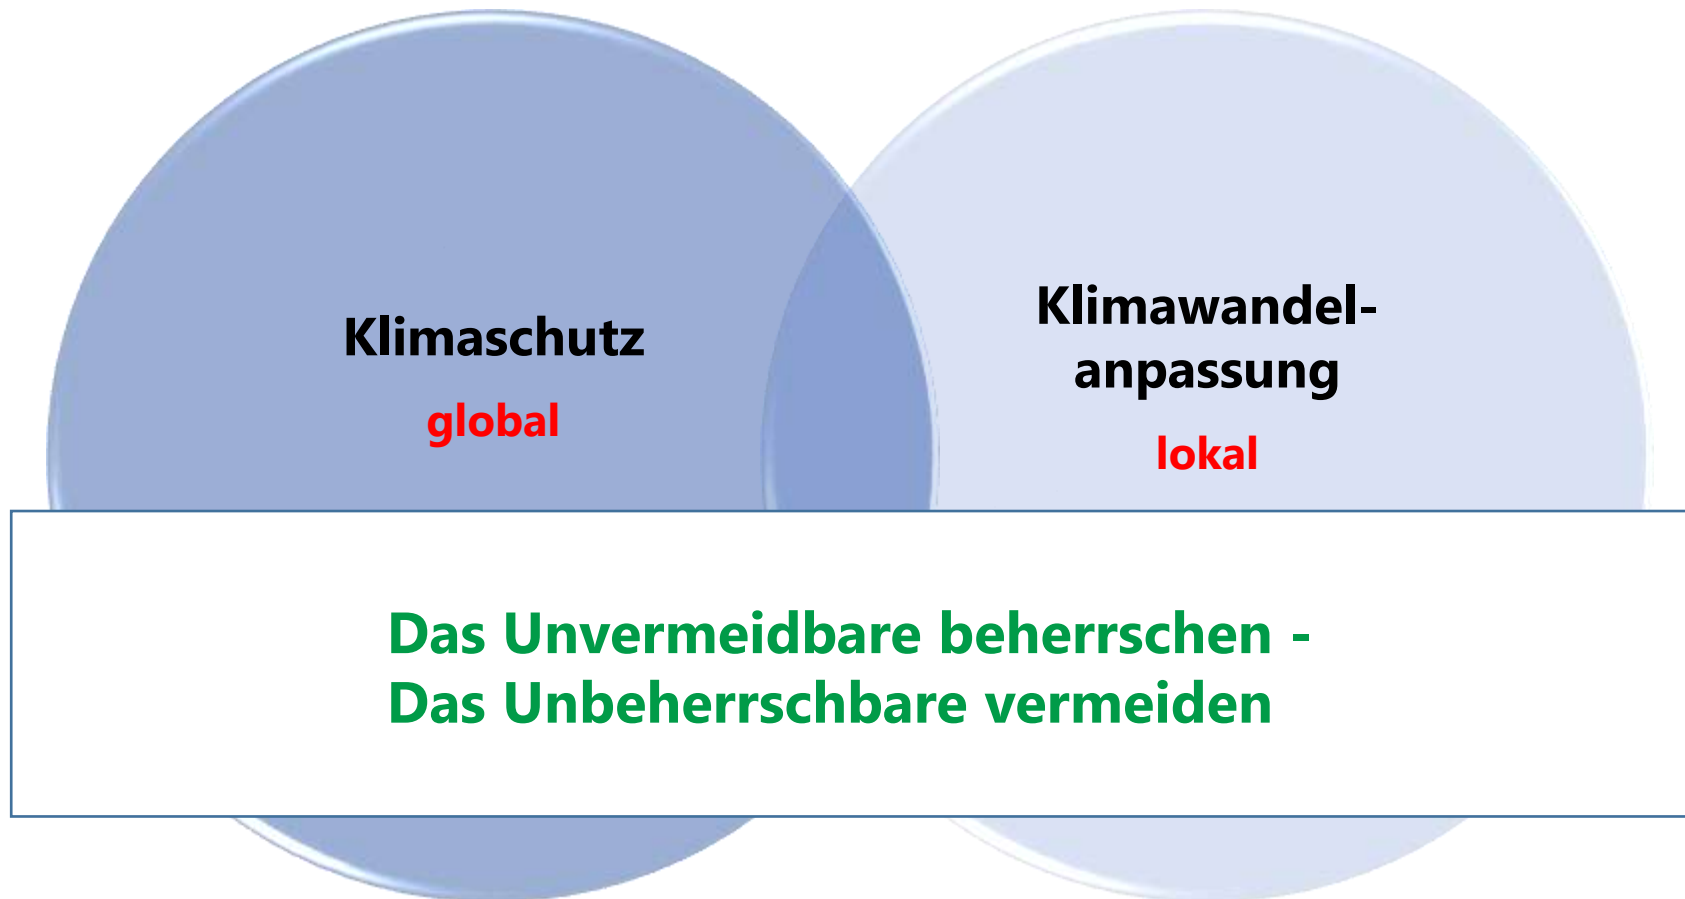 Klimaschutz
global
Klimawandel-
anpassung
lokal
Das Unvermeidbare beherrschen -
Das Unbeherrschbare vermeiden